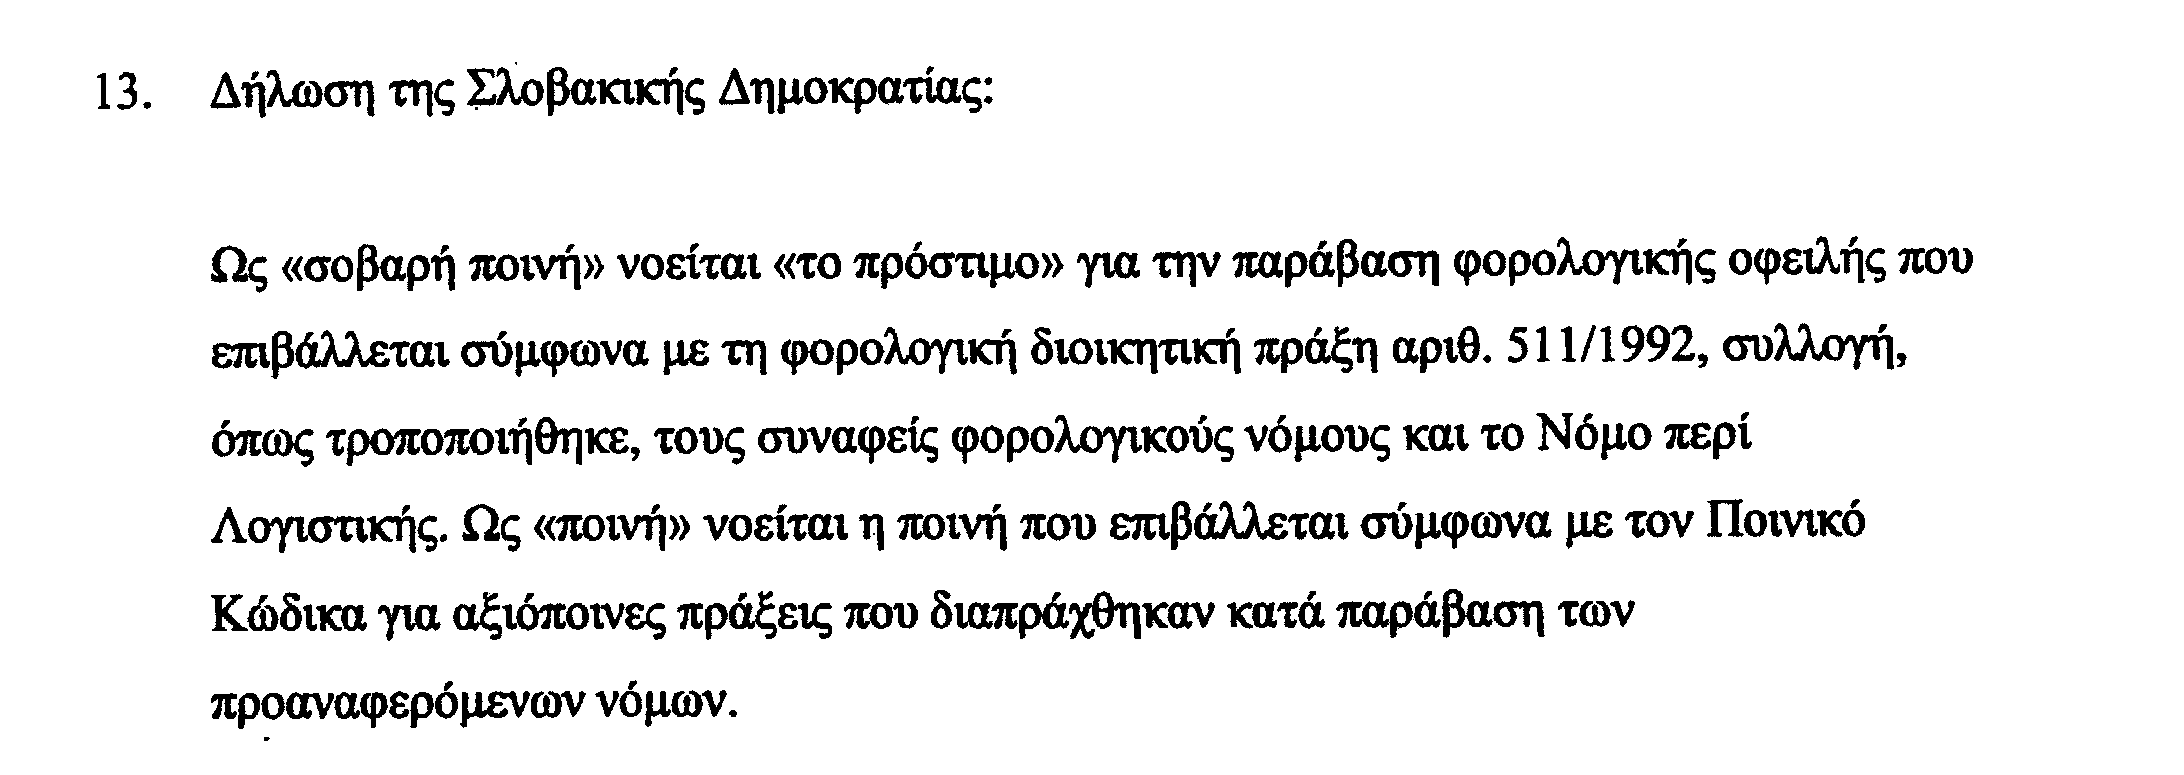 13. Δήλωση της Σλοβακικής Δημοκρατίας:
Ως «σοβαρή ποινή» νοείται «το πρόστιμο» για την παράβαση φορολογικής οφειλής που
επιβάλλεται σύμφωνα με τη φορολογική διοικητική πράξη αριθ. 511/1992, συλλογή,
όπως τροποποιήθηκε, τους συναφείς φορολογικούς νόμους και το Νόμο περί
Λογιστικής. Ως «ποινή» νοείται η ποινή που επιβάλλεται σύμφωνα με τον Ποινικό
Κώδικα για αξιόποινες πράξεις που διαπράχθηκαν κατά παράβαση των
προαναφερόμενων νόμων.